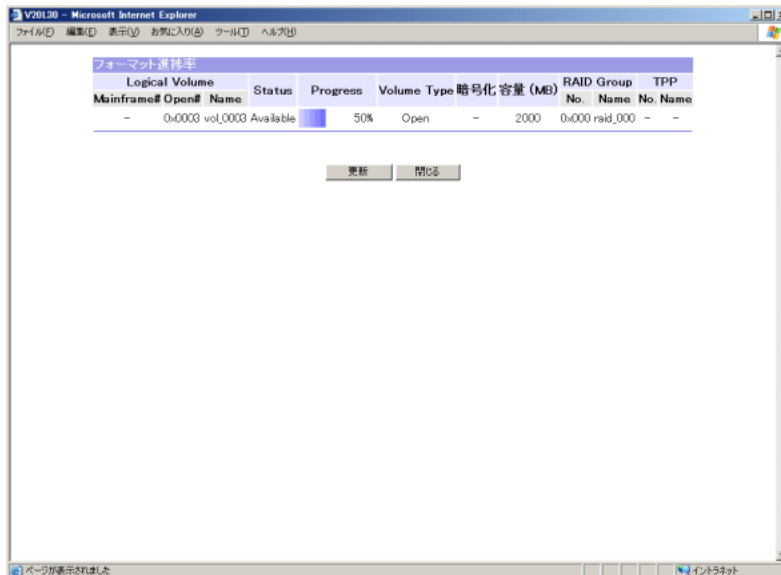 V20L30 - Microsoft Internet Explorer
ファイル(F) 編集(E) 表示(V) お気に入り(A) ツール(T) ヘルプ(H)
フォーマット進捗率
Logical Volume Status Progress Volume Type 暗号化 容量 (MB) RAID Group TPP
Mainframe# Open# Name No. Name No. Name
- 0x0003 vol_0003 Available 50% Open - 2000 0x000 raid_000 - -
更新 閉じる
ページが表示されました イントラネット